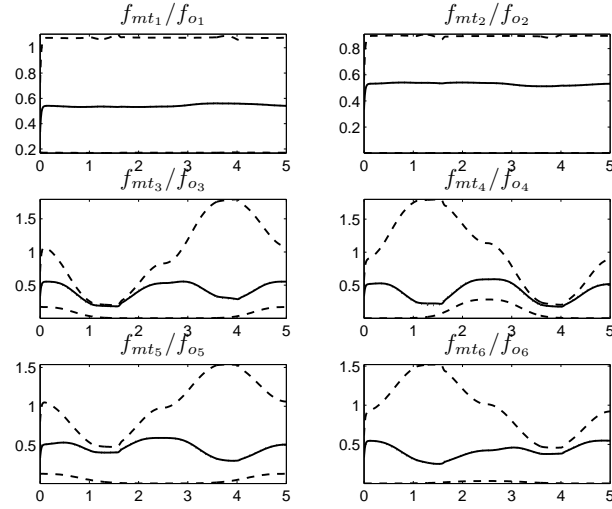 f_{mt_1}/f_{o_1}
1
0.8
0.6
0.4
0.2
0 1 2 3 4 5
f_{mt_2}/f_{o_2}
0.8
0.6
0.4
0.2
0 1 2 3 4 5
f_{mt_3}/f_{o_3}
1.5
1
0.5
0 1 2 3 4 5
f_{mt_4}/f_{o_4}
1.5
1
0.5
0 1 2 3 4 5
f_{mt_5}/f_{o_5}
1.5
1
0.5
0 1 2 3 4 5
f_{mt_6}/f_{o_6}
1.5
1
0.5
0 1 2 3 4 5